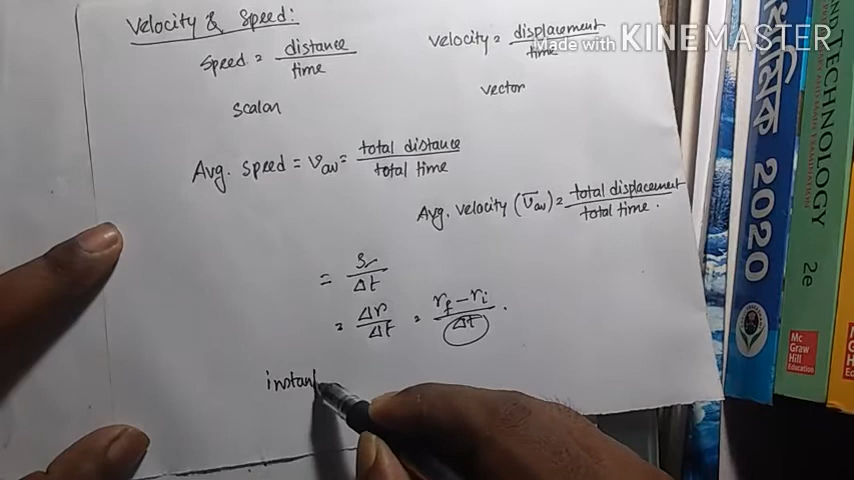 Velocity & Speed:
Speed = distance / time
Velocity = displacement / time
Made with KINEMASTER
Scalar
vector
Avg. Speed = v_av = total distance / total time
Avg. velocity (v̅_av) = total displacement / total time.
= Sr / Δt
= Δr / Δt = r_f - r_i / Δt .
instan
2020
TECHNOLOGY
2e
Mc
Graw
Hill
Education